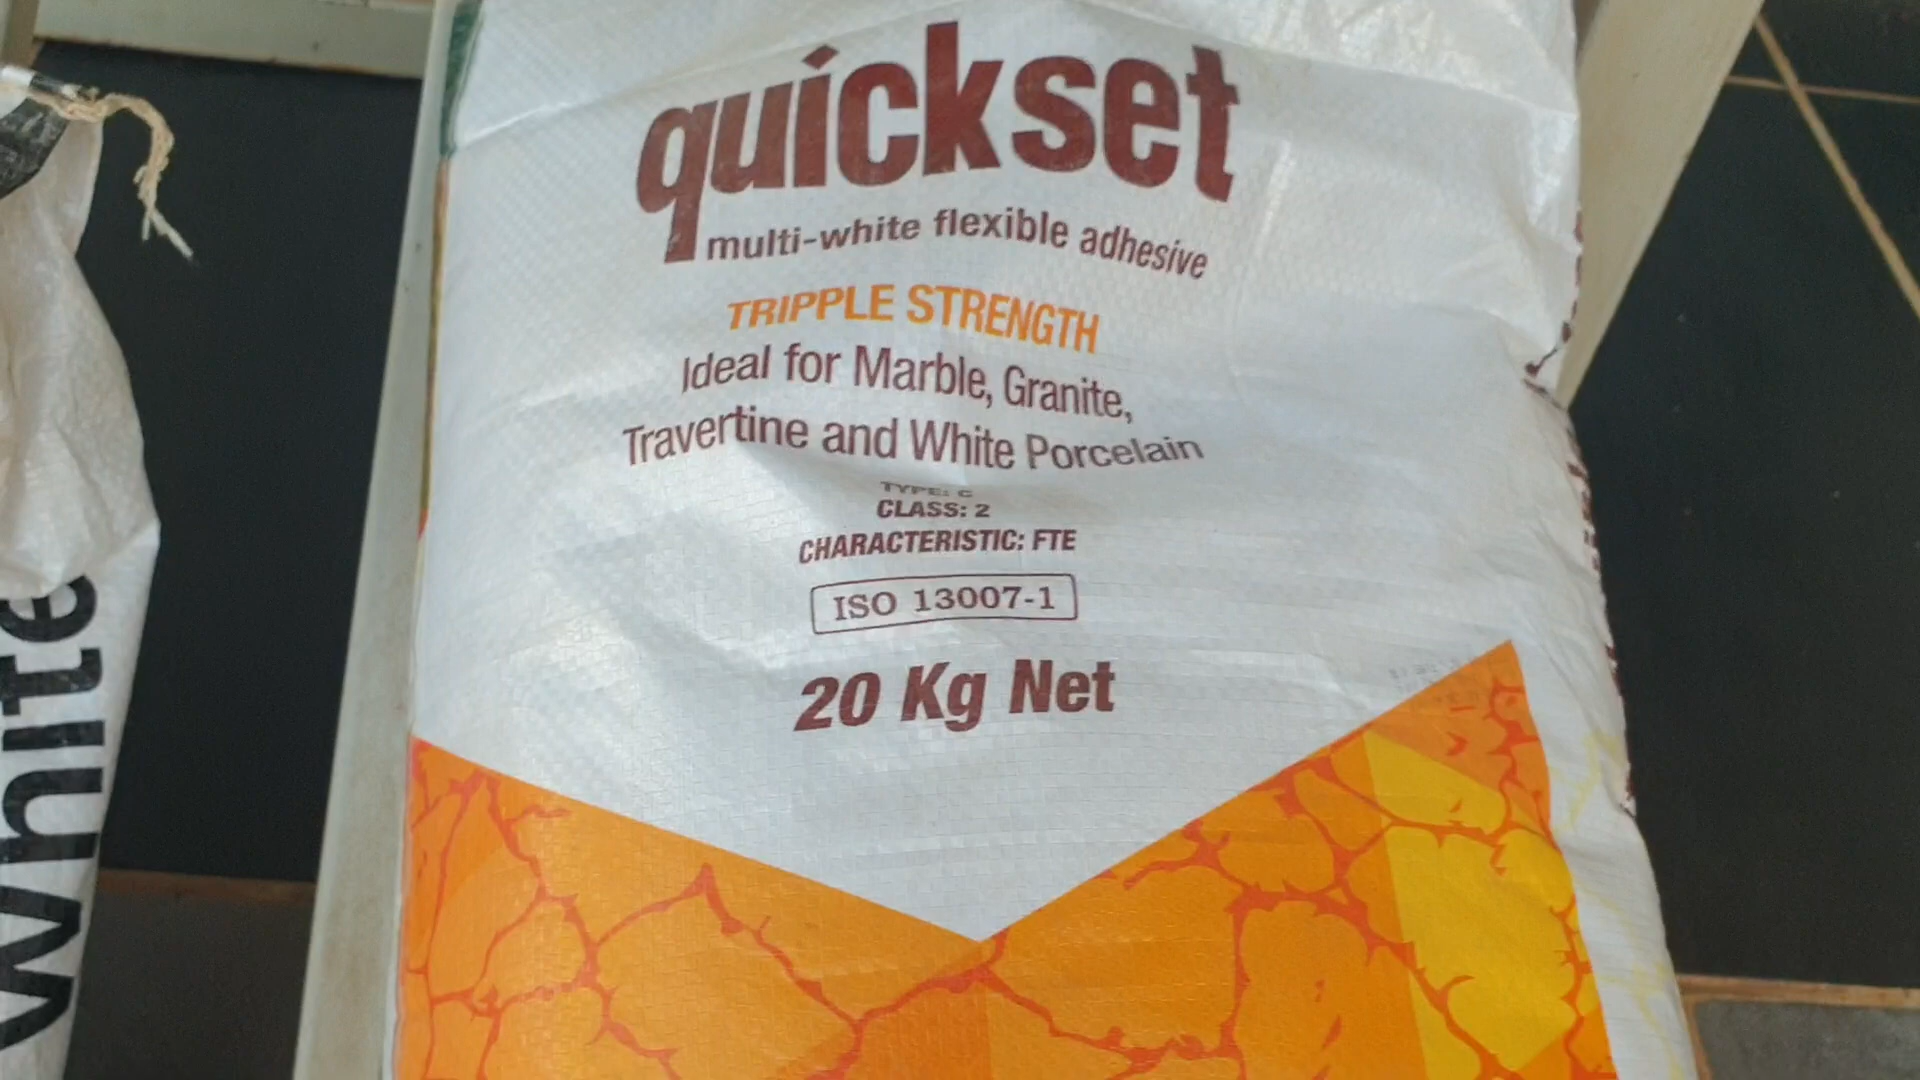 quickset
multi-white flexible adhesive
TRIPPLE STRENGTH
Ideal for Marble, Granite,
Travertine and White Porcelain
TYPE: C
CLASS: 2
CHARACTERISTIC: FTE
ISO 13007-1
20 Kg Net
White